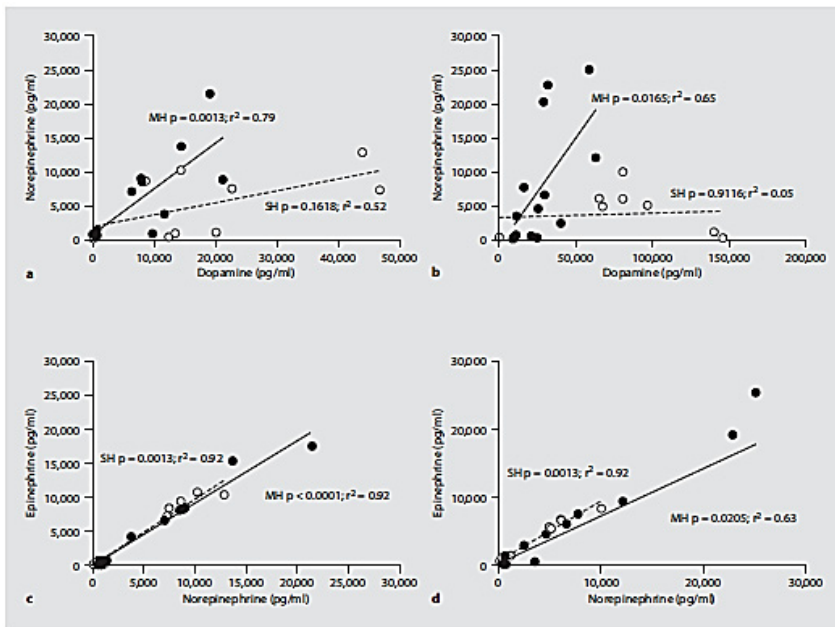 30,000
25,000
20,000
15,000
10,000
5,000
0
Norepinephrine (pg/ml)
MH p = 0.0013; r² = 0.79
SH p = 0.1618; r² = 0.52
0 10,000 20,000 30,000 40,000 50,000
Dopamine (pg/ml)
a
30,000
25,000
20,000
15,000
10,000
5,000
0
Norepinephrine (pg/ml)
MH p = 0.0165; r² = 0.65
SH p = 0.9116; r² = 0.05
0 50,000 100,000 150,000 200,000
Dopamine (pg/ml)
b
30,000
25,000
20,000
15,000
10,000
5,000
0
Epinephrine (pg/ml)
SH p = 0.0013; r² = 0.92
MH p < 0.0001; r² = 0.92
0 5,000 10,000 15,000 20,000 25,000 30,000
Norepinephrine (pg/ml)
c
30,000
20,000
10,000
0
Epinephrine (pg/ml)
SH p = 0.0013; r² = 0.92
MH p = 0.0205; r² = 0.63
0 10,000 20,000 30,000
Norepinephrine (pg/ml)
d